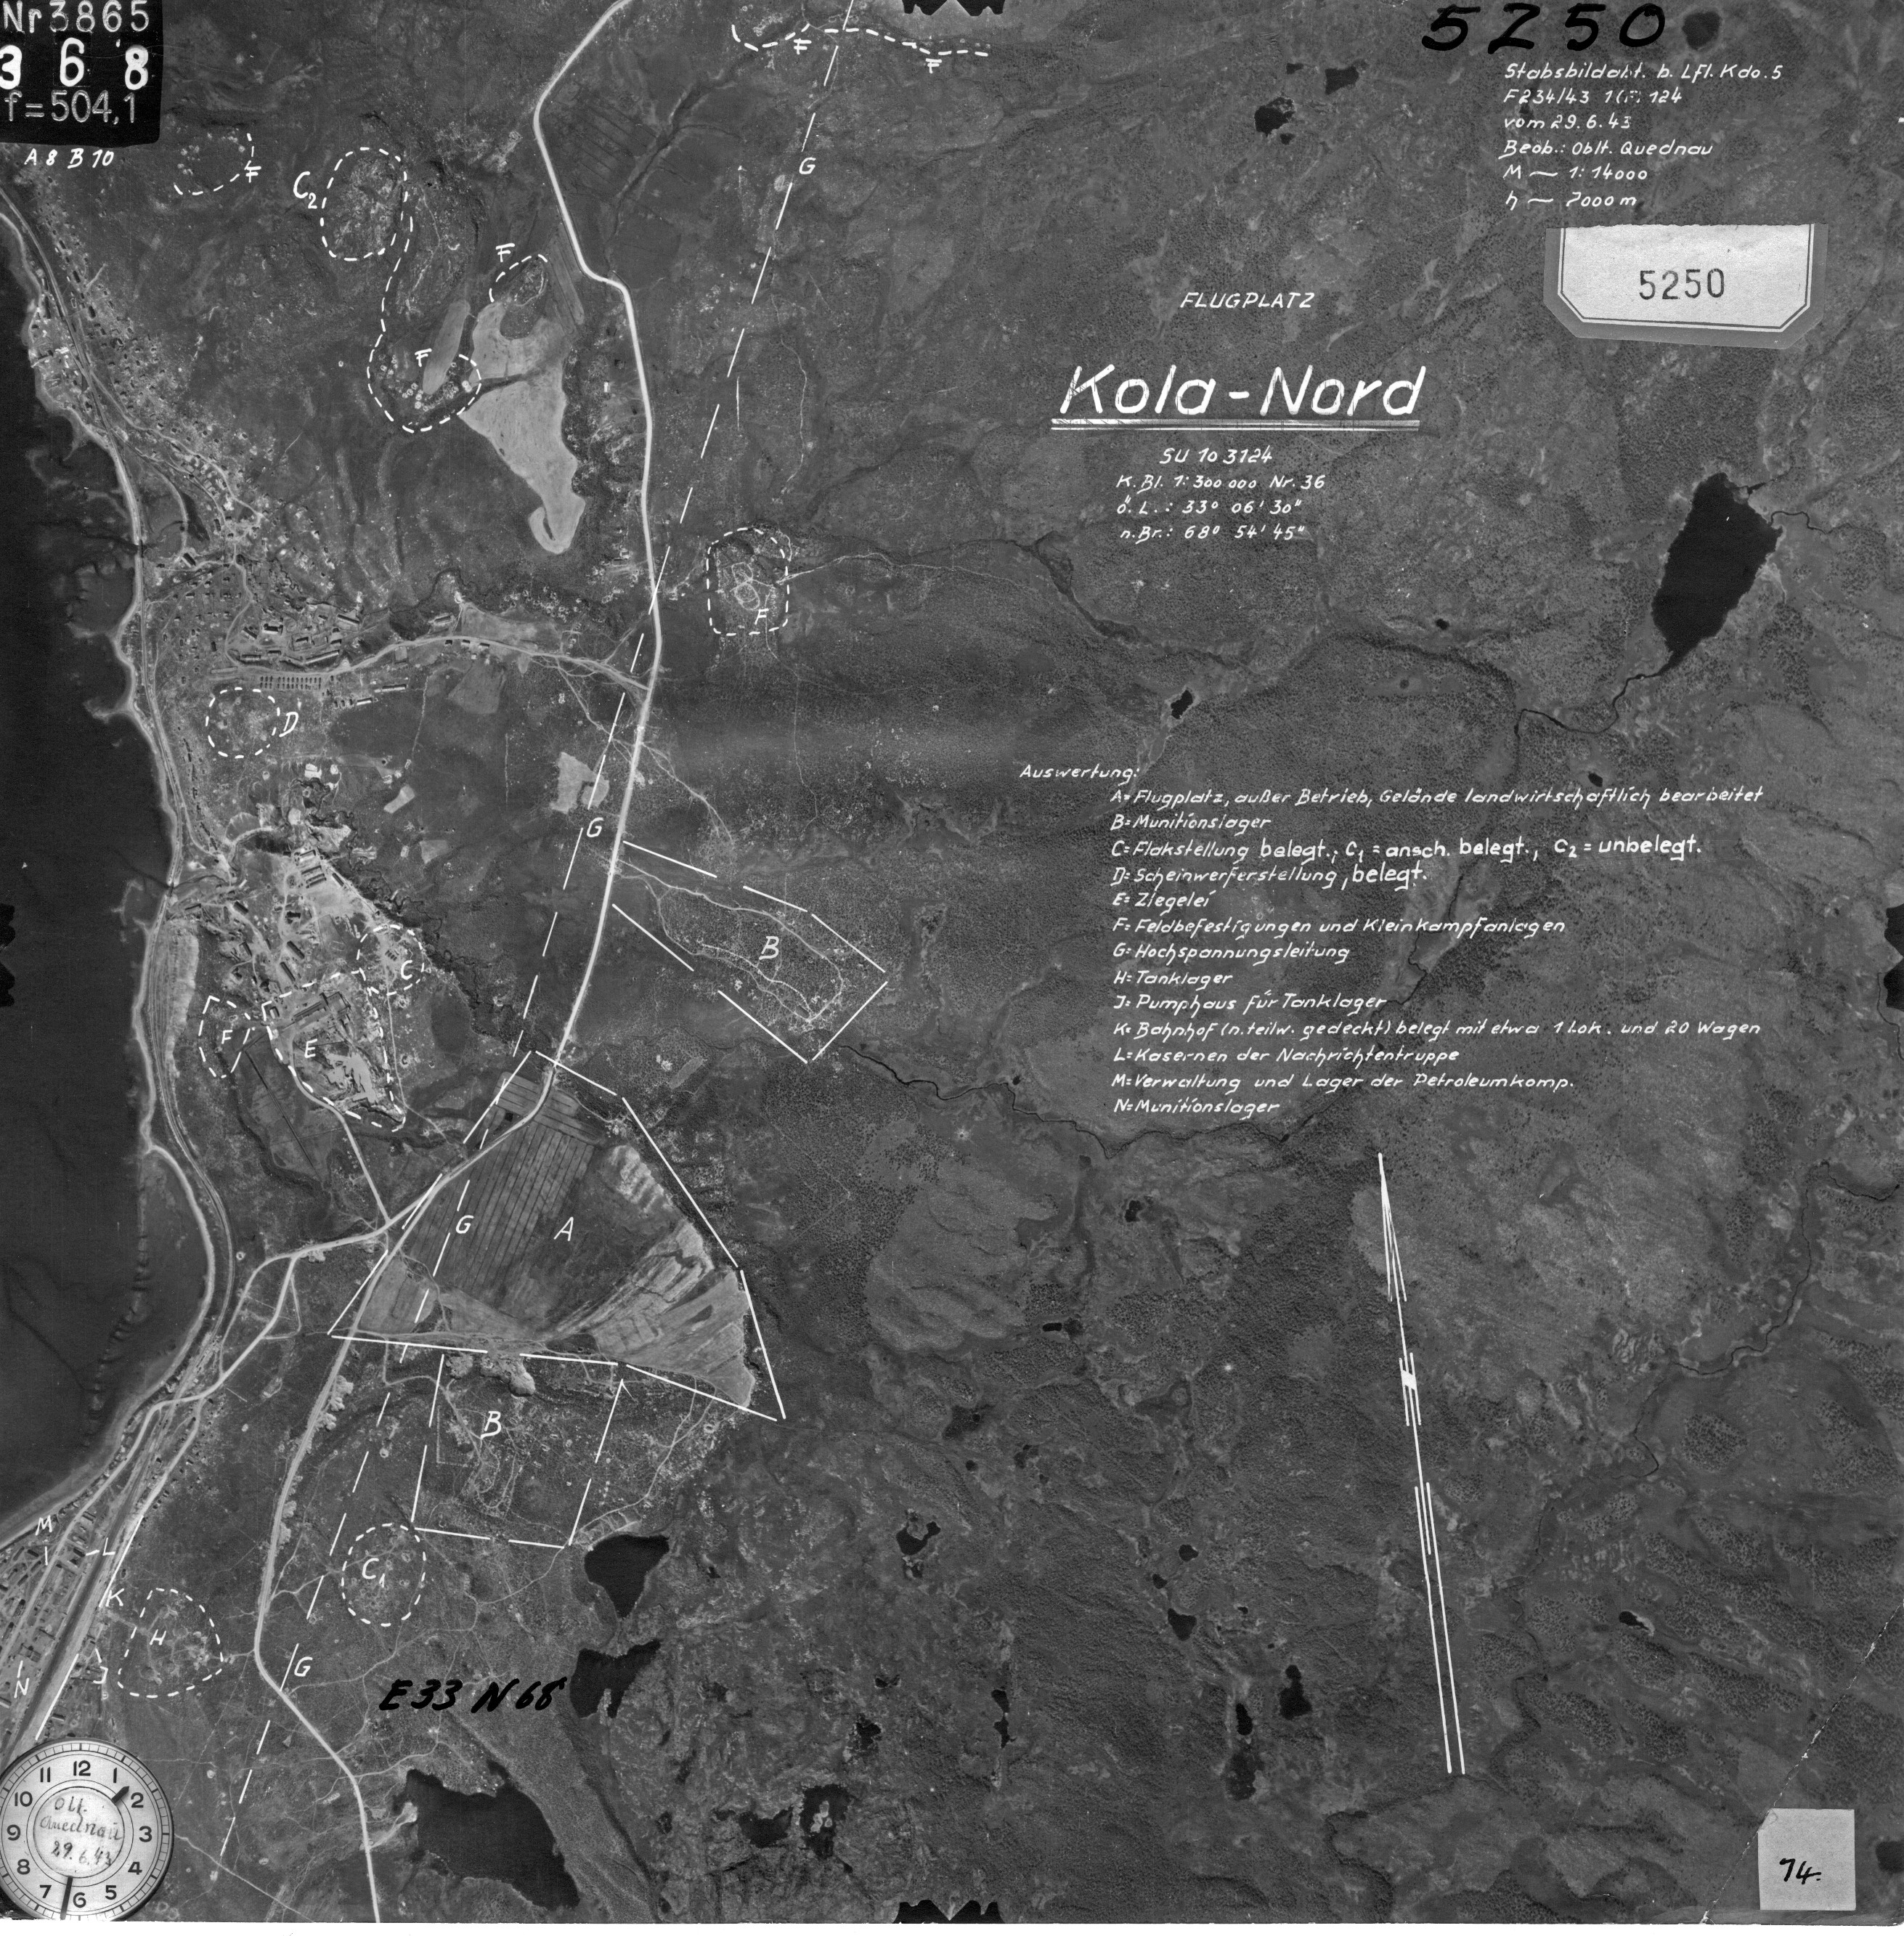 Nr3865
3 6 8
f=504,1
A 8 B 10
5250
Stabsbildabt. b. Lfl. Kdo. 5
F234/43 1(F) 124
vom 29.6.43
Beob.: Oblt. Quednau
M ~ 1:14000
h ~ 7000 m
5250
FLUGPLATZ
Kola-Nord
SU 10 3124
K. Bl. 1:300 000 Nr. 36
ö. L.: 33° 06' 30"
n. Br.: 68° 54' 45"
F
F
F
G
C2
F
F
F
D
G
B
C
F
E
G
A
B
M
L
C1
K
H
J
N
G
Auswertung:
A= Flugplatz, außer Betrieb, Gelände landwirtschaftlich bearbeitet
B= Munitionslager
C= Flakstellung belegt.; C1 = ansch. belegt., C2 = unbelegt.
D= Scheinwerferstellung, belegt.
E= Ziegelei
F= Feldbefestigungen und Kleinkampfanlagen
G= Hochspannungsleitung
H= Tanklager
J= Pumphaus für Tanklager
K= Bahnhof (n. teilw. gedeckt) belegt mit etwa 1 Lok. und 20 Wagen
L= Kasernen der Nachrichtentruppe
M= Verwaltung und Lager der Petroleumkomp.
N= Munitionslager
E33 N68
12 1 2 3 4 5 6 7 8 9 10 11
Olt.
Quednau
29.6.43
74.